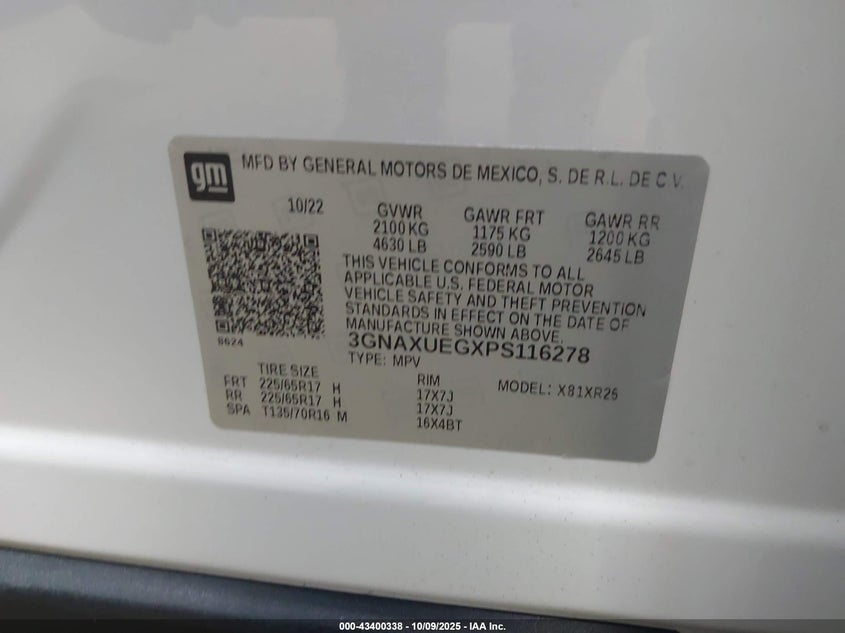 gm MFD BY GENERAL MOTORS DE MEXICO, S. DE R.L. DE C.V.
10/22 GVWR GAWR FRT GAWR RR
2100 KG 1175 KG 1200 KG
4630 LB 2590 LB 2645 LB
THIS VEHICLE CONFORMS TO ALL
APPLICABLE U.S. FEDERAL MOTOR
VEHICLE SAFETY AND THEFT PREVENTION
STANDARDS IN EFFECT ON THE DATE OF
MANUFACTURE SHOWN ABOVE.
8624
3GNAXUEGXPS116278
TYPE: MPV
TIRE SIZE RIM MODEL: X81XR26
FRT 225/65R17 H 17X7J
RR 225/65R17 H 17X7J
SPA T135/70R16 M 16X4BT
000-43400338 - 10/09/2025 - IAA Inc.